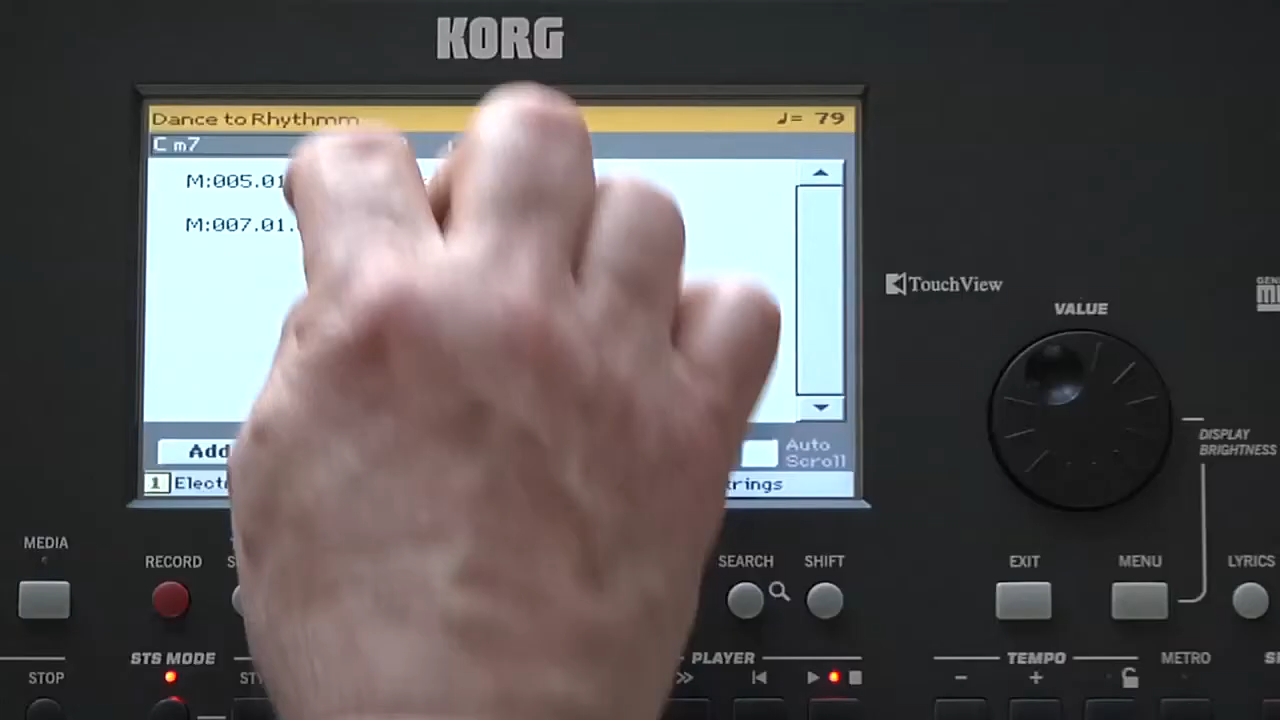 KORG
Dance to Rhythmm ♩= 79
C m7
M:005.01
M:007.01.
TouchView
VALUE
DISPLAY
BRIGHTNESS
Add
Auto
Scroll
1 Elect
rings
MEDIA
RECORD
SEARCH
SHIFT
EXIT
MENU
LYRICS
STS MODE
PLAYER
TEMPO
METRO
STOP
− +